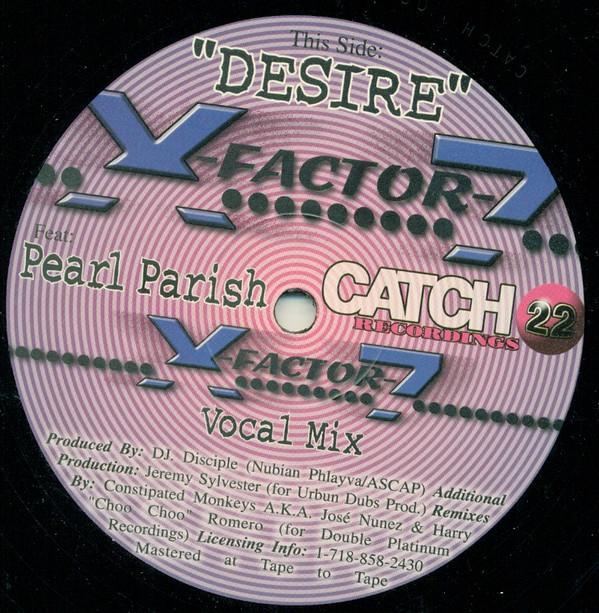 This Side:
"DESIRE"
X-FACTOR-7
Feat:
Pearl Parish
CATCH
RECORDINGS
22
X-FACTOR-7
Vocal Mix
Produced By: DJ. Disciple (Nubian Phlayva/ASCAP) Additional
Production: Jeremy Sylvester (for Urbun Dubs Prod.) Remixes
By: Constipated Monkeys A.K.A. José Nunez & Harry
"Choo Choo" Romero (for Double Platinum
Recordings) Licensing Info: 1-718-858-2430
Mastered at Tape to Tape